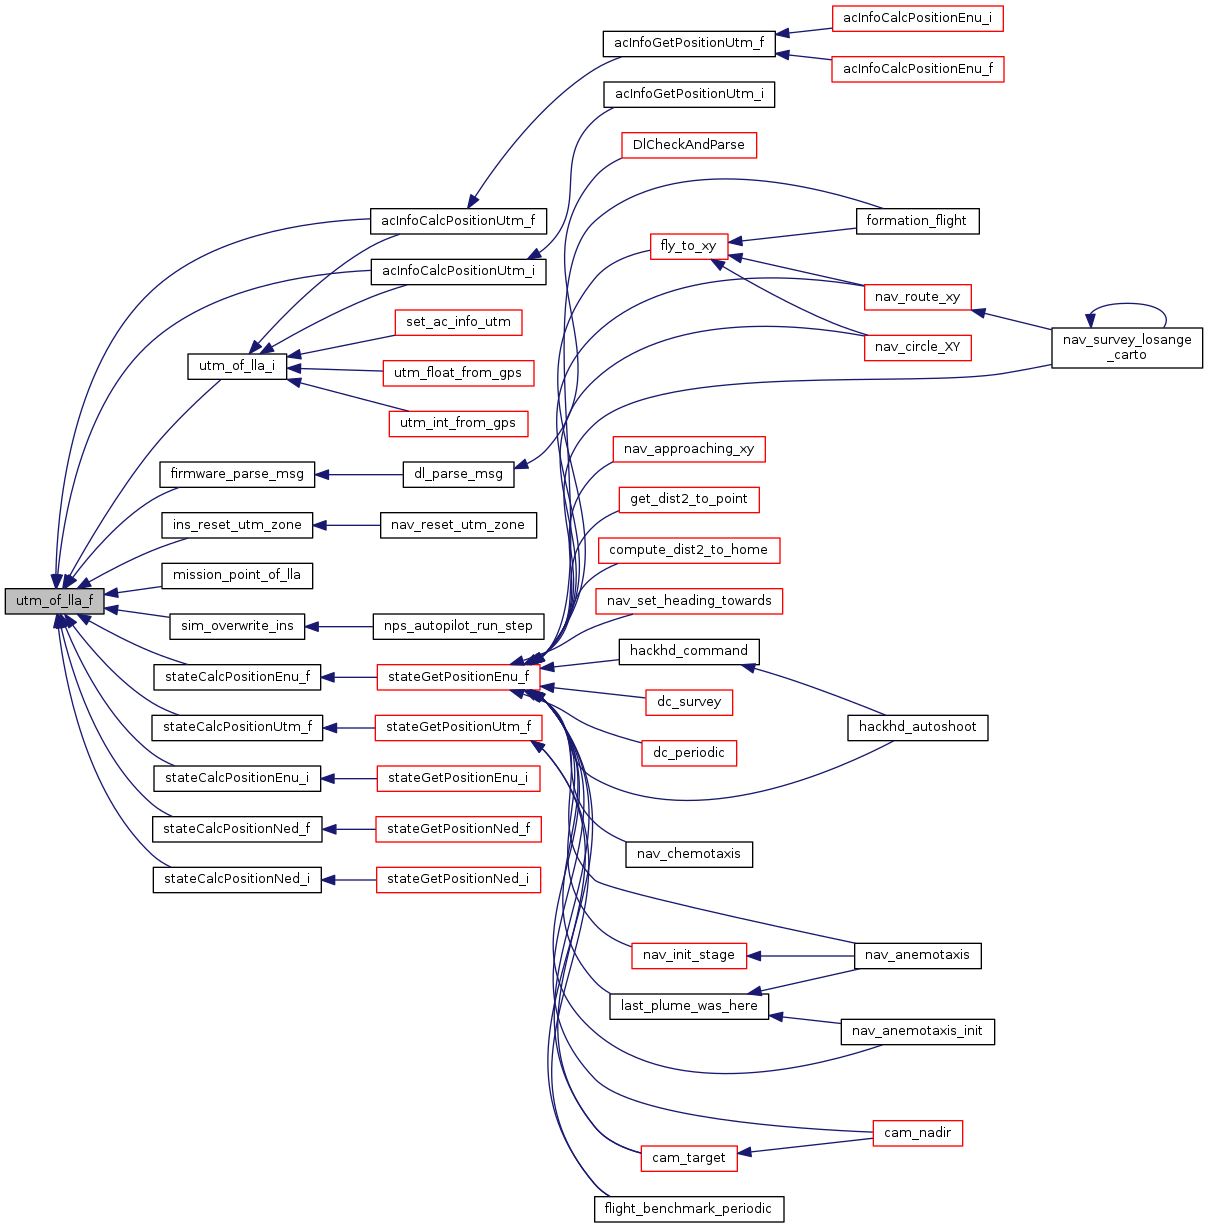 utm_of_lla_f
acInfoCalcPositionUtm_f
acInfoCalcPositionUtm_i
utm_of_lla_i
firmware_parse_msg
ins_reset_utm_zone
mission_point_of_lla
sim_overwrite_ins
stateCalcPositionEnu_f
stateCalcPositionUtm_f
stateCalcPositionEnu_i
stateCalcPositionNed_f
stateCalcPositionNed_i
set_ac_info_utm
utm_float_from_gps
utm_int_from_gps
dl_parse_msg
nav_reset_utm_zone
nps_autopilot_run_step
stateGetPositionEnu_f
stateGetPositionUtm_f
stateGetPositionEnu_i
stateGetPositionNed_f
stateGetPositionNed_i
acInfoGetPositionUtm_f
acInfoGetPositionUtm_i
DlCheckAndParse
fly_to_xy
nav_approaching_xy
get_dist2_to_point
compute_dist2_to_home
nav_set_heading_towards
hackhd_command
dc_survey
dc_periodic
nav_chemotaxis
nav_init_stage
last_plume_was_here
cam_target
flight_benchmark_periodic
acInfoCalcPositionEnu_i
acInfoCalcPositionEnu_f
formation_flight
nav_route_xy
nav_circle_XY
hackhd_autoshoot
nav_anemotaxis
nav_anemotaxis_init
cam_nadir
nav_survey_losange
_carto